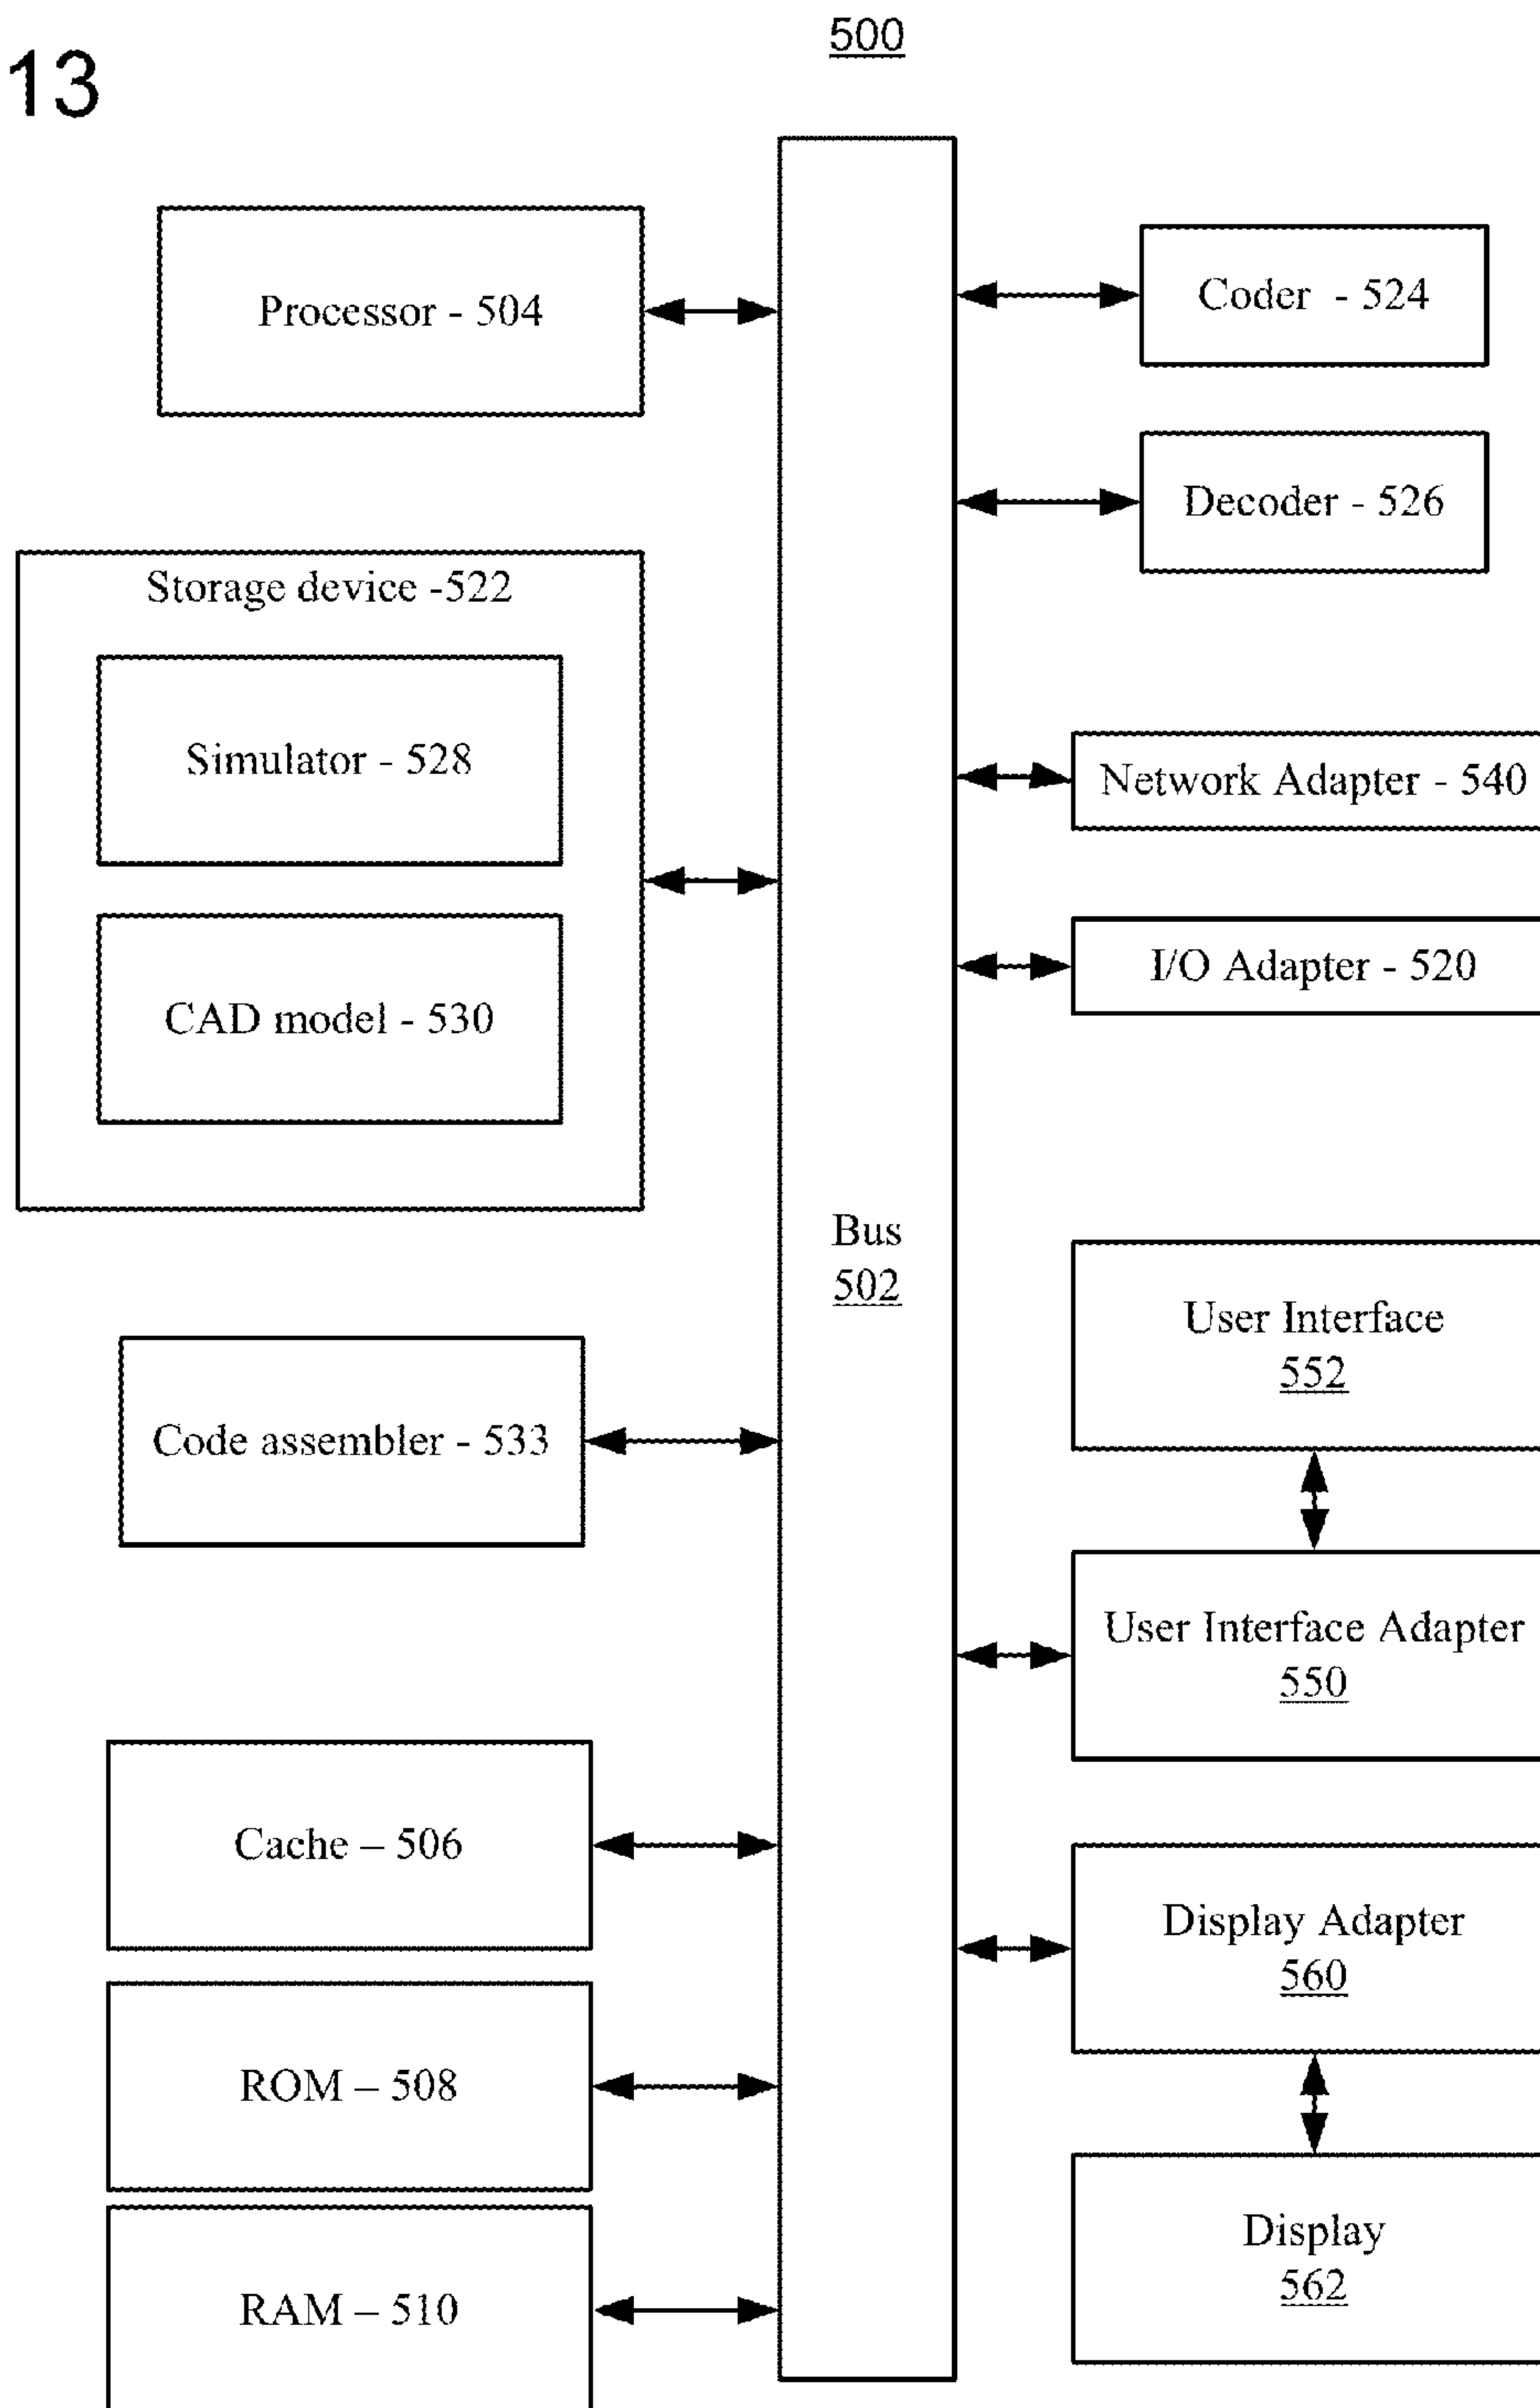 13
500
Processor - 504
Storage device -522
Simulator - 528
CAD model - 530
Code assembler - 533
Cache – 506
ROM – 508
RAM – 510
Bus
502
Coder - 524
Decoder - 526
Network Adapter - 540
I/O Adapter - 520
User Interface
552
User Interface Adapter
550
Display Adapter
560
Display
562